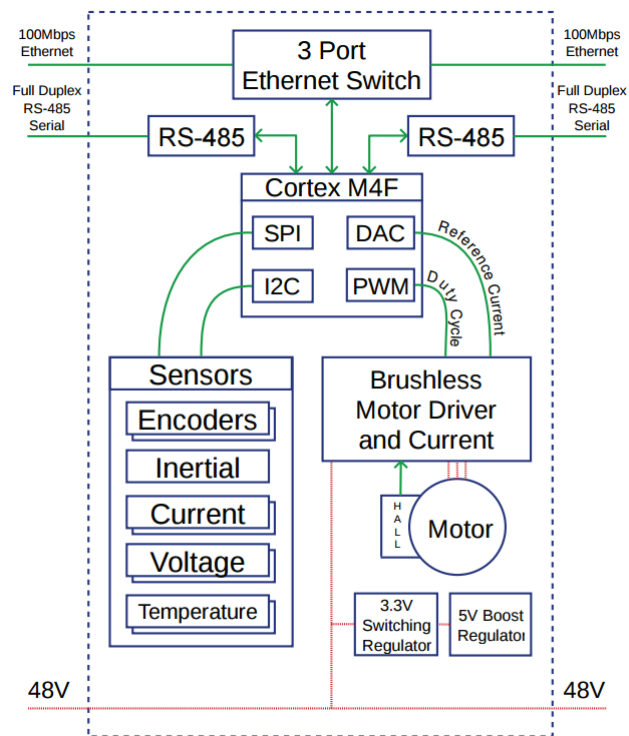 100Mbps
Ethernet
3 Port
Ethernet Switch
100Mbps
Ethernet
Full Duplex
RS-485
Serial
RS-485
RS-485
Full Duplex
RS-485
Serial
Cortex M4F
SPI
DAC
I2C
PWM
Reference Current
Duty Cycle
Sensors
Encoders
Inertial
Current
Voltage
Temperature
Brushless
Motor Driver
and Current
HALL
Motor
3.3V
Switching
Regulator
5V Boost
Regulator
48V
48V